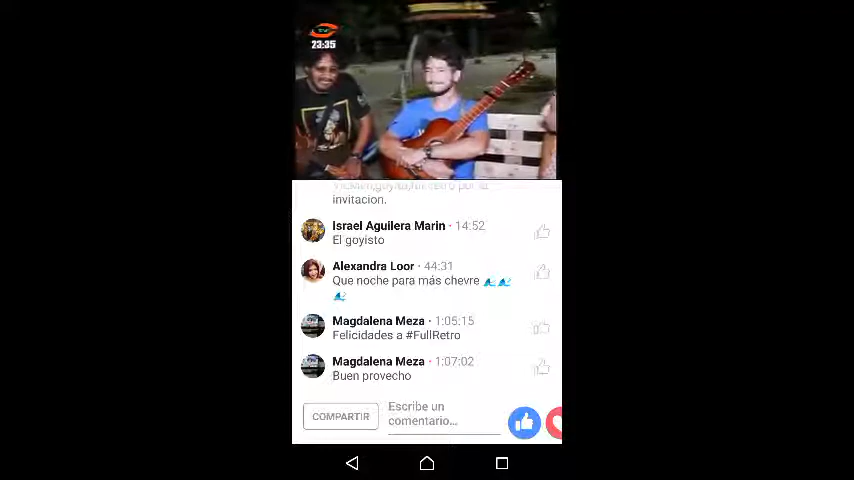 23:35
invitacion.
Israel Aguilera Marin · 14:52
El goyisto
Alexandra Loor · 44:31
Que noche para más chevre 🌊🌊
🌊
Magdalena Meza · 1:05:15
Felicidades a #FullRetro
Magdalena Meza · 1:07:02
Buen provecho
COMPARTIR
Escribe un
comentario...